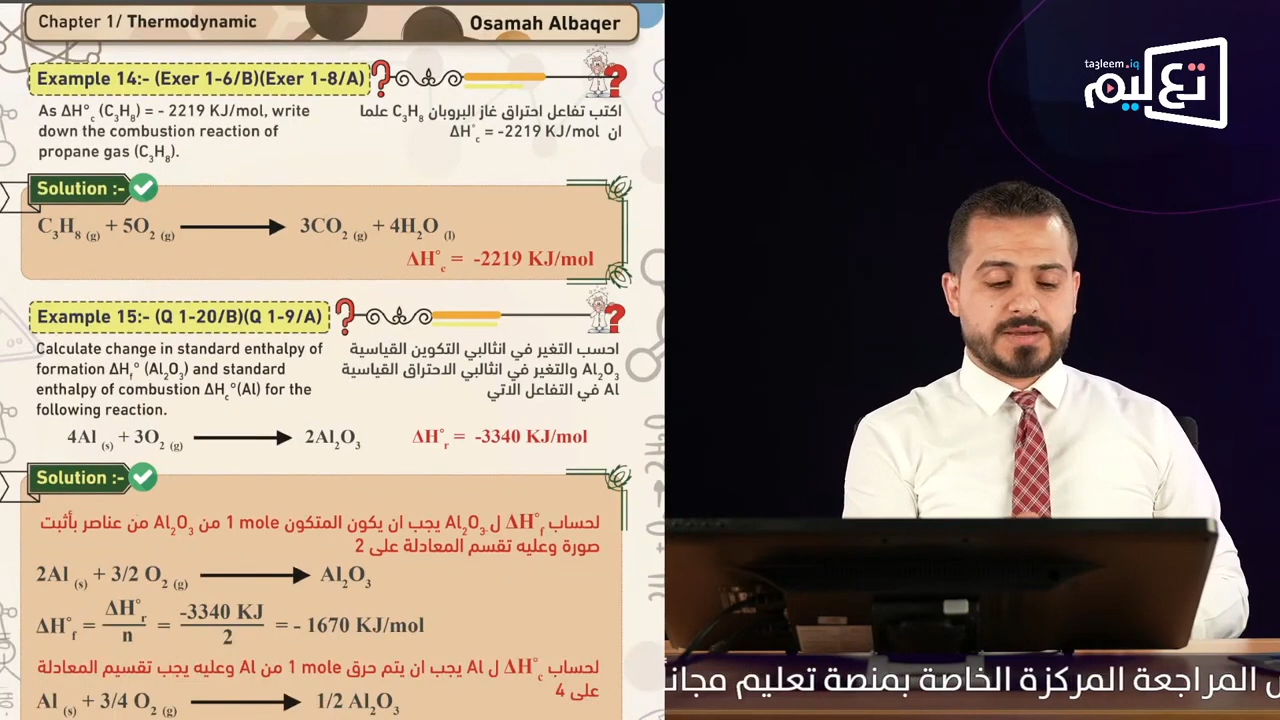 Chapter 1/ Thermodynamic
Osamah Albaqer
Example 14:- (Exer 1-6/B)(Exer 1-8/A)
As ΔH°c (C3H8) = - 2219 KJ/mol, write
down the combustion reaction of
propane gas (C3H8).
اكتب تفاعل احتراق غاز البروبان C3H8 علما
ان ΔH°c = -2219 KJ/mol
Solution :-
C3H8 (g) + 5O2 (g) ⟶ 3CO2 (g) + 4H2O (l)
ΔH°c = -2219 KJ/mol
Example 15:- (Q 1-20/B)(Q 1-9/A)
Calculate change in standard enthalpy of
formation ΔHf° (Al2O3) and standard
enthalpy of combustion ΔHc°(Al) for the
following reaction.
احسب التغير في انثالبي التكوين القياسية
Al2O3 والتغير في انثالبي الاحتراق القياسية
Al في التفاعل الاتي
4Al (s) + 3O2 (g) ⟶ 2Al2O3 ΔH°r = -3340 KJ/mol
Solution :-
لحساب ΔH°f ل Al2O3 يجب ان يكون المتكون 1 mole من Al2O3 من عناصر بأثبت
صورة وعليه تقسم المعادلة على 2
2Al (s) + 3/2 O2 (g) ⟶ Al2O3
ΔH°f = ΔH°r / n = -3340 KJ / 2 = - 1670 KJ/mol
لحساب ΔH°c ل Al يجب ان يتم حرق 1 mole من Al وعليه يجب تقسيم المعادلة
على 4
Al (s) + 3/4 O2 (g) ⟶ 1/2 Al2O3
ta3leem.iq
تعليم
المراجعة المركزة الخاصة بمنصة تعليم مجاناً